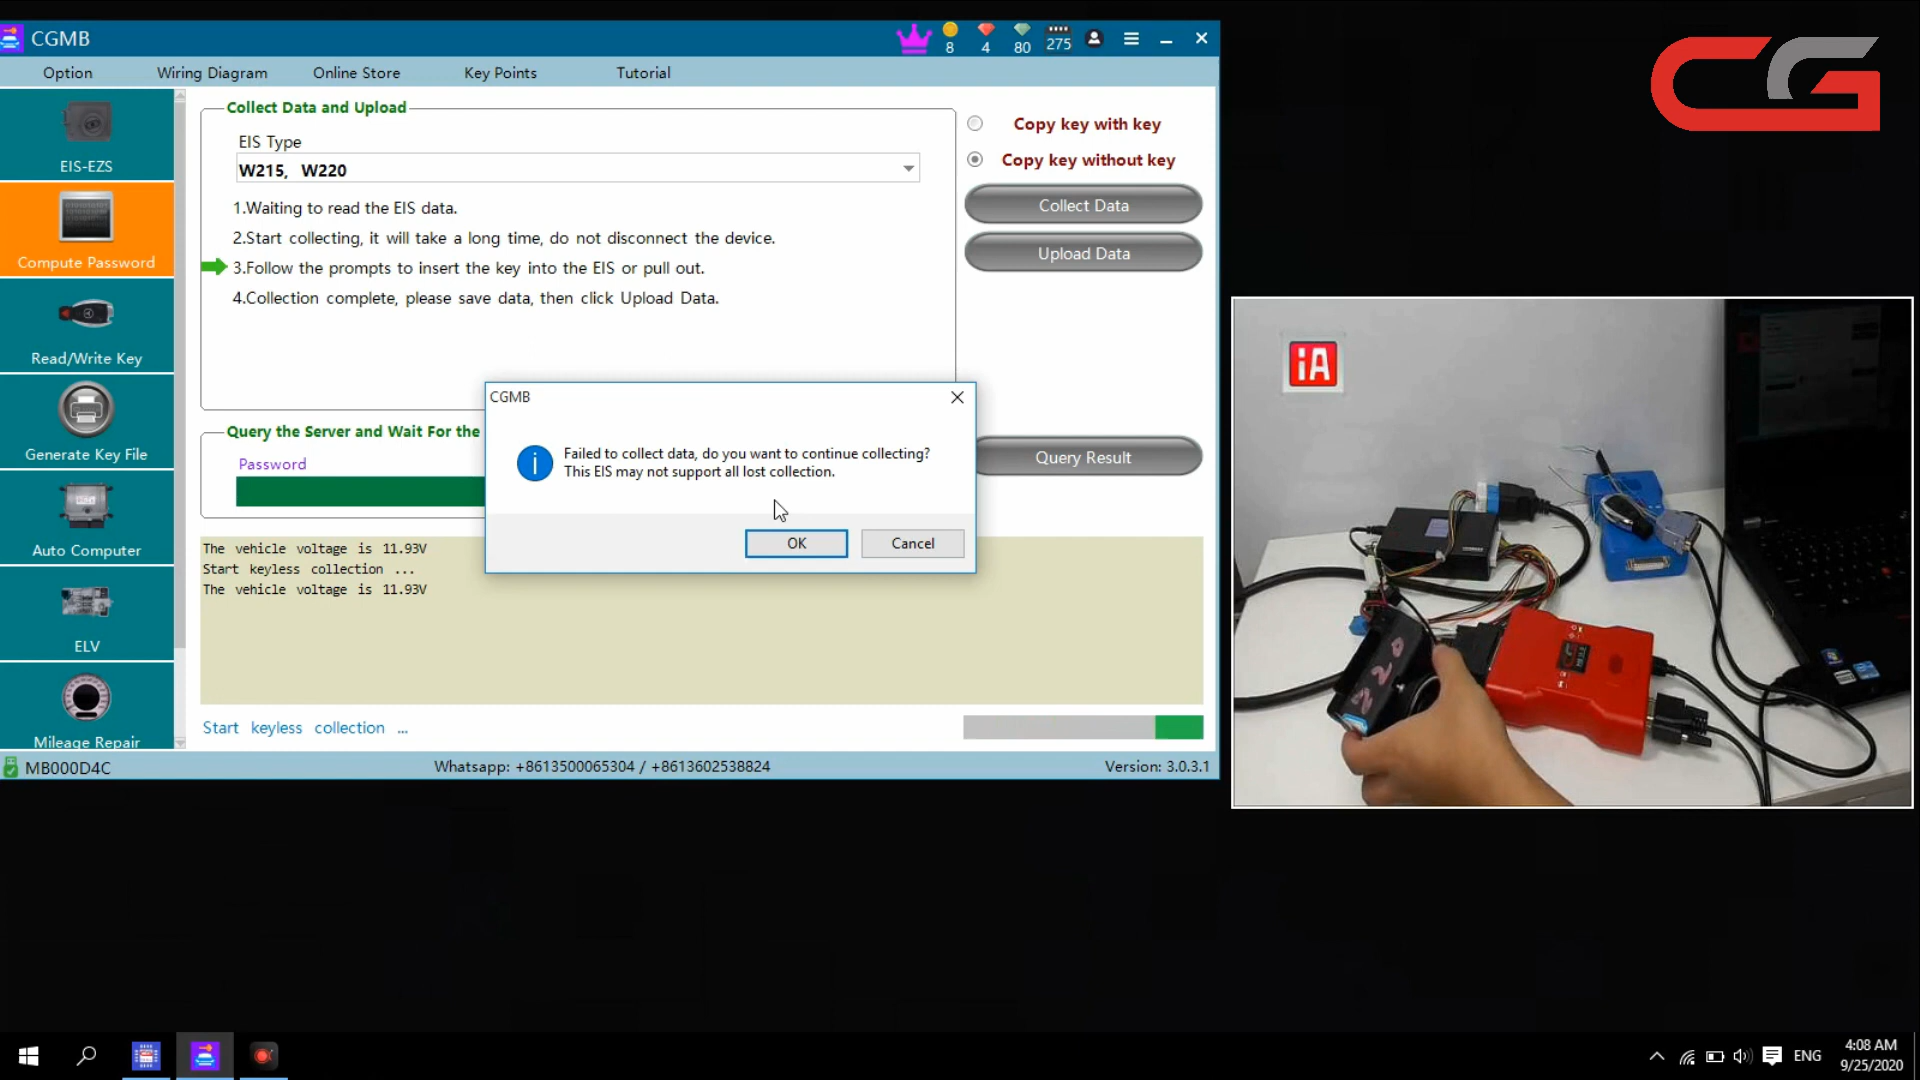 CGMB
8
4
80
275
Option
Wiring Diagram
Online Store
Key Points
Tutorial
EIS-EZS
Compute Password
Read/Write Key
Generate Key File
Auto Computer
ELV
Mileage Repair
Collect Data and Upload
EIS Type
W215, W220
1.Waiting to read the EIS data.
2.Start collecting, it will take a long time, do not disconnect the device.
3.Follow the prompts to insert the key into the EIS or pull out.
4.Collection complete, please save data, then click Upload Data.
Copy key with key
Copy key without key
Collect Data
Upload Data
Query the Server and Wait For the
Password
Query Result
CGMB
Failed to collect data, do you want to continue collecting?
This EIS may not support all lost collection.
OK
Cancel
The vehicle voltage is 11.93V
Start keyless collection ...
The vehicle voltage is 11.93V
Start keyless collection ...
MB000D4C
Whatsapp: +8613500065304 / +8613602538824
Version: 3.0.3.1
CG
iA
ENG
4:08 AM
9/25/2020